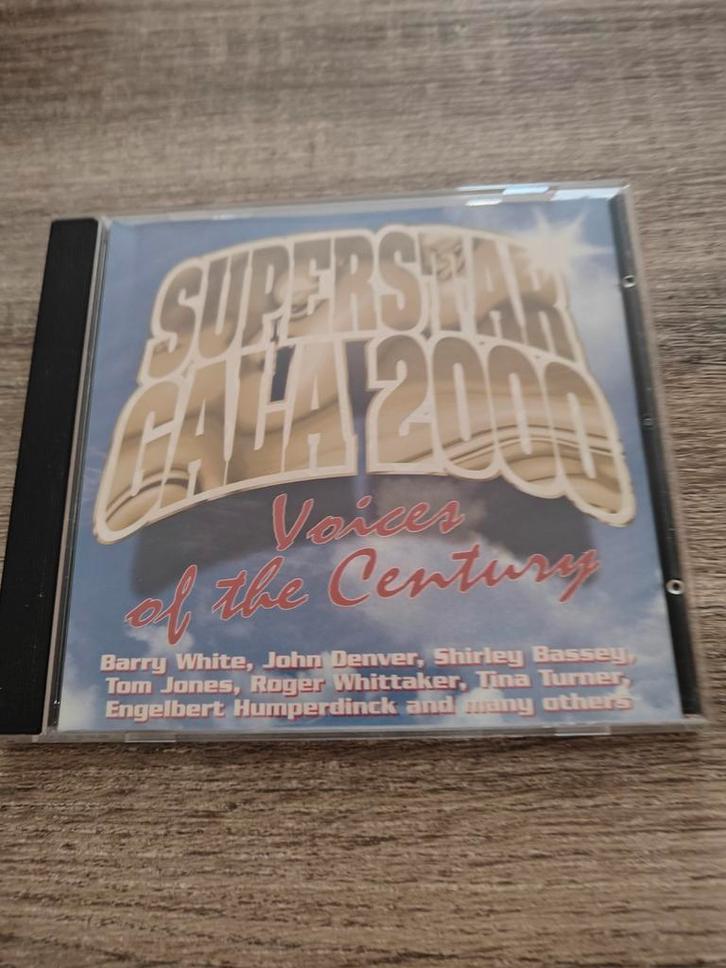 SUPERSTAR
GALA 2000
Voices
of the Century
Barry White, John Denver, Shirley Bassey,
Tom Jones, Roger Whittaker, Tina Turner,
Engelbert Humperdinck and many others